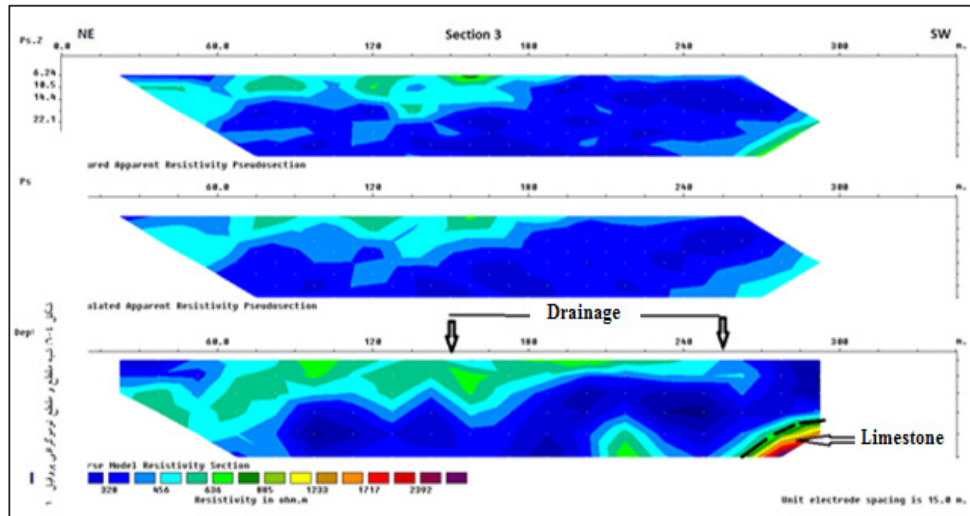 NE Section 3 SW
Ps.Z 0.0 60.0 120 180 240 300 m.
6.24
10.5
14.4
22.1
ured Apparent Resistivity Pseudosection
Ps 60.0 120 180 240 300 m.
ulated Apparent Resistivity Pseudosection
Drainage
Dep! 60.0 120 180 240 300 m.
Limestone
rse Model Resistivity Section
320 456 636 885 1233 1717 2392
Resistivity in ohm.m
Unit electrode spacing is 15.0 m.